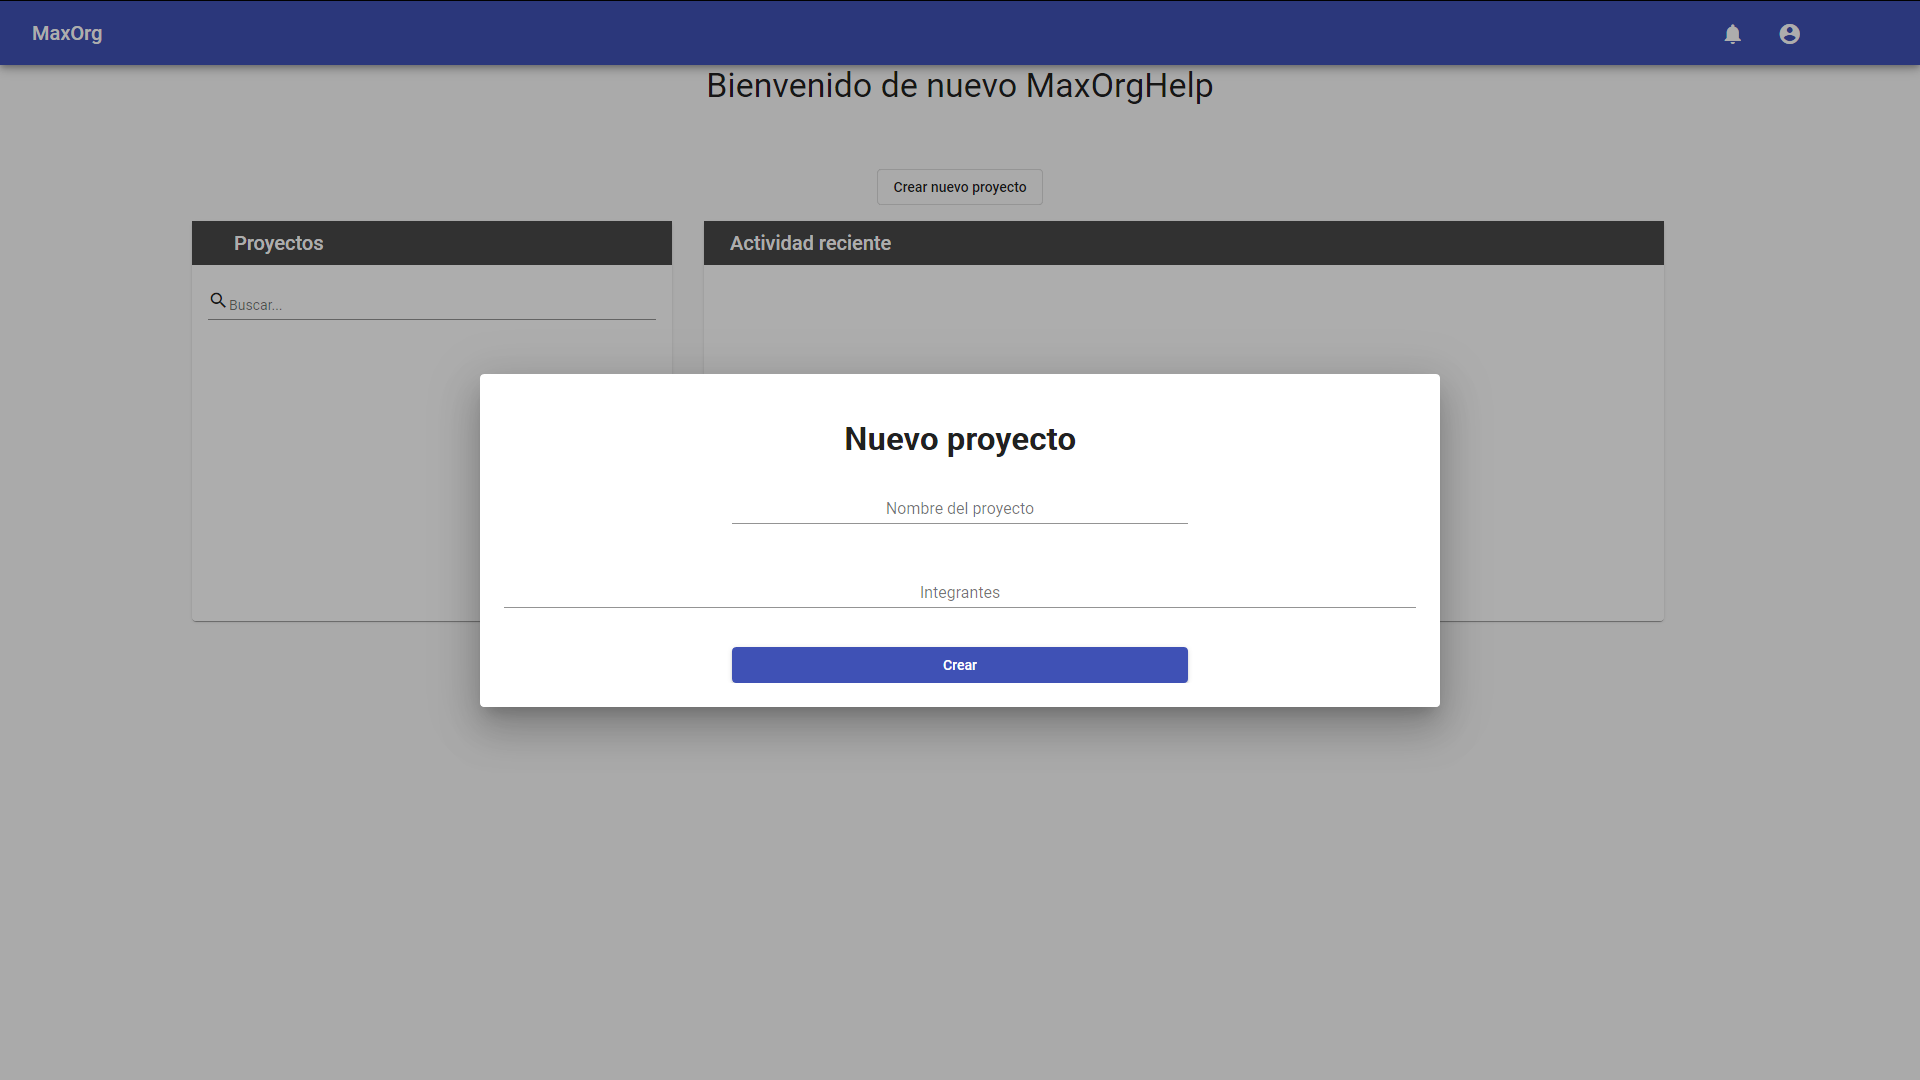 MaxOrg
Bienvenido de nuevo MaxOrgHelp
Crear nuevo proyecto
Proyectos
Actividad reciente
Buscar...
Nuevo proyecto
Nombre del proyecto
Integrantes
Crear